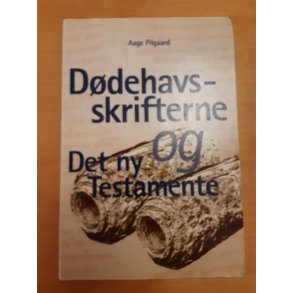 Aage Pilgaard
Dødehavs-
skrifterne
og
Det ny
Testamente